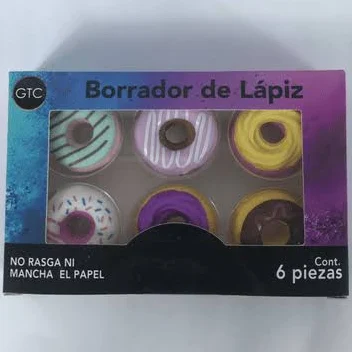 GTC
Borrador de Lápiz
NO RASGA NI
MANCHA EL PAPEL
Cont.
6 piezas